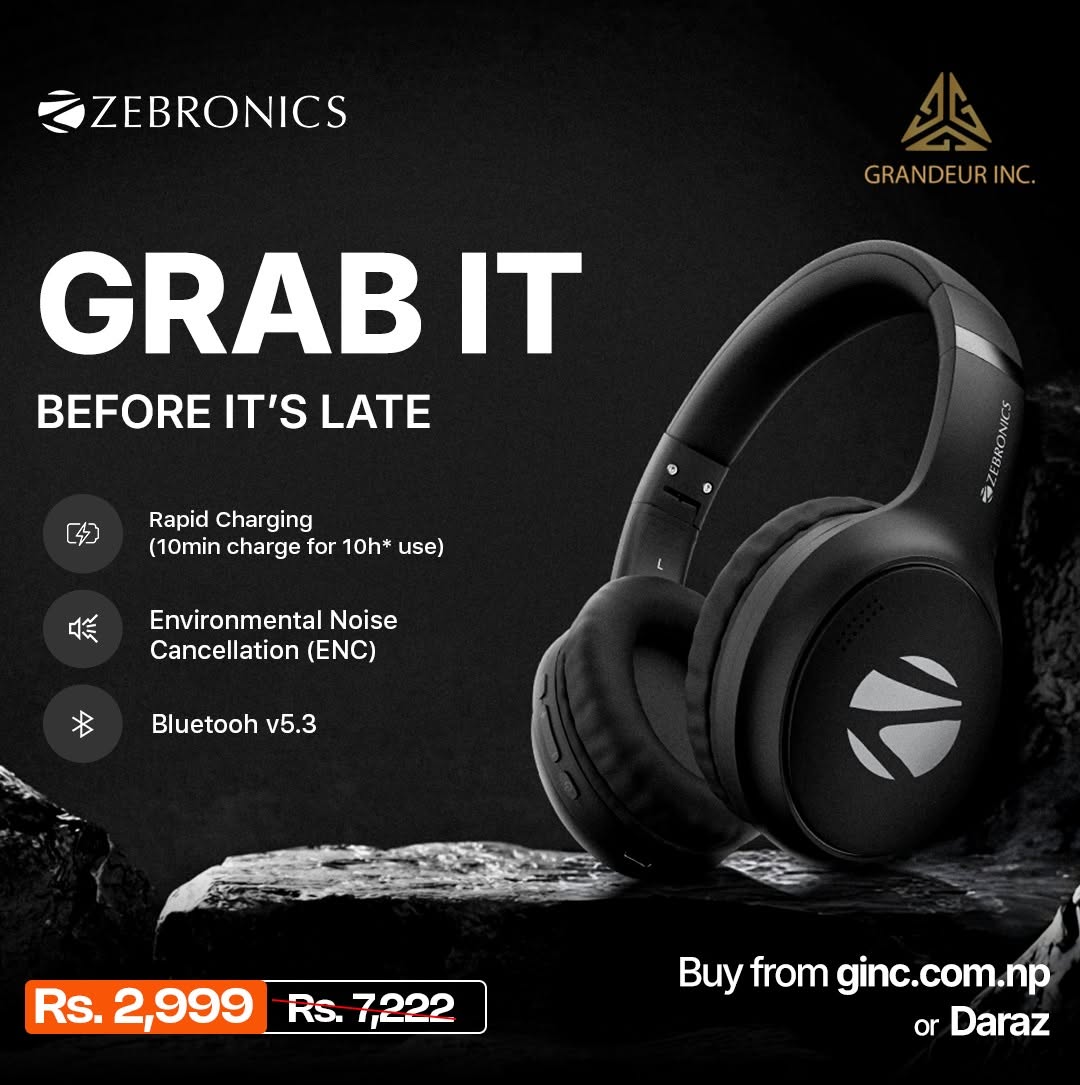 ZEBRONICS
GRANDEUR INC.
GRAB IT
BEFORE IT'S LATE
Rapid Charging
(10min charge for 10h* use)
Environmental Noise
Cancellation (ENC)
Bluetooh v5.3
ZEBRONICS
L
Rs. 2,999 Rs. 7,222
Buy from ginc.com.np
or Daraz